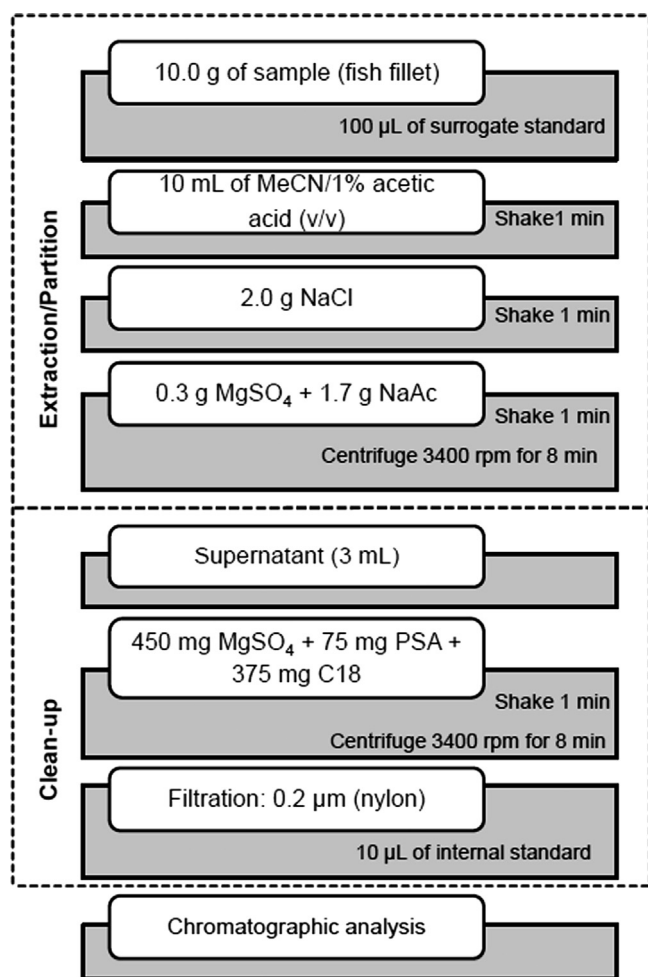 10.0 g of sample (fish fillet)
100 µL of surrogate standard
10 mL of MeCN/1% acetic
acid (v/v)
Shake1 min
2.0 g NaCl
Shake 1 min
0.3 g MgSO₄ + 1.7 g NaAc
Shake 1 min
Centrifuge 3400 rpm for 8 min
Extraction/Partition
Supernatant (3 mL)
450 mg MgSO₄ + 75 mg PSA +
375 mg C18
Shake 1 min
Centrifuge 3400 rpm for 8 min
Filtration: 0.2 µm (nylon)
10 µL of internal standard
Clean-up
Chromatographic analysis